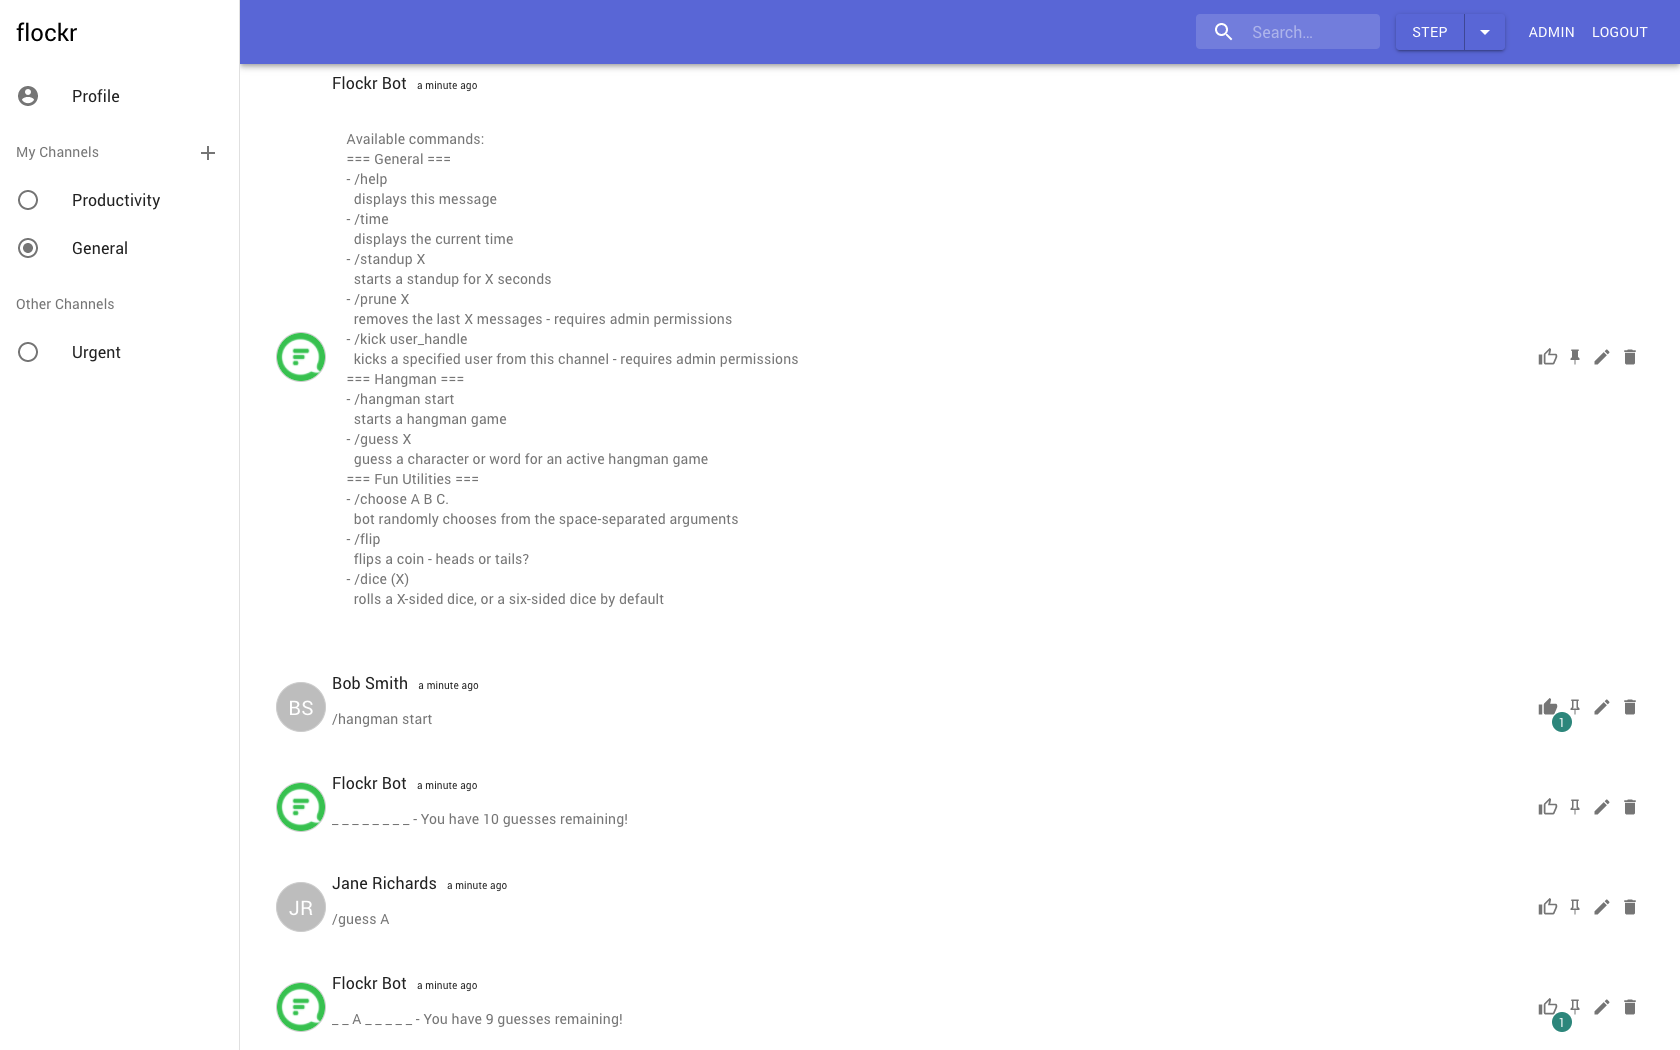 flockr
Search...
STEP
ADMIN
LOGOUT
Profile
My Channels
Productivity
General
Other Channels
Urgent
Flockr Bot a minute ago
Available commands:
=== General ===
- /help
displays this message
- /time
displays the current time
- /standup X
starts a standup for X seconds
- /prune X
removes the last X messages - requires admin permissions
- /kick user_handle
kicks a specified user from this channel - requires admin permissions
=== Hangman ===
- /hangman start
starts a hangman game
- /guess X
guess a character or word for an active hangman game
=== Fun Utilities ===
- /choose A B C.
bot randomly chooses from the space-separated arguments
- /flip
flips a coin - heads or tails?
- /dice (X)
rolls a X-sided dice, or a six-sided dice by default
BS
Bob Smith a minute ago
/hangman start
1
Flockr Bot a minute ago
_ _ _ _ _ _ _ _ - You have 10 guesses remaining!
JR
Jane Richards a minute ago
/guess A
Flockr Bot a minute ago
_ _ A _ _ _ _ _ - You have 9 guesses remaining!
1